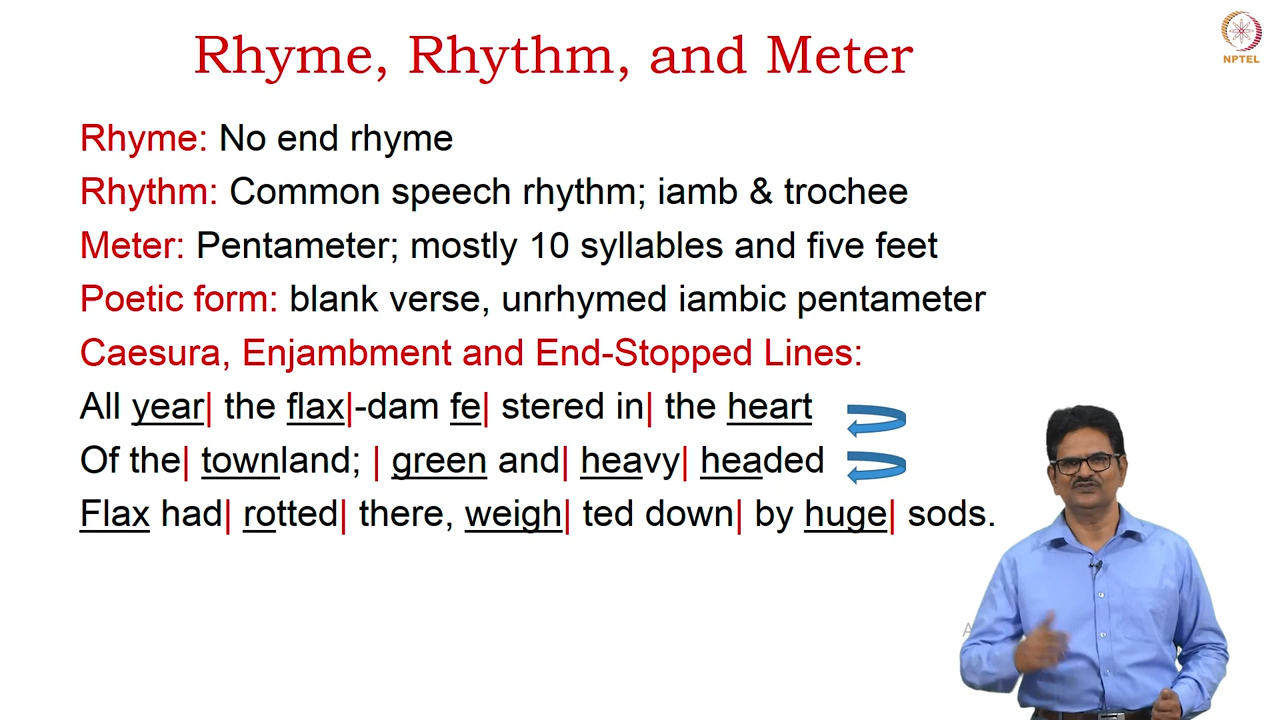 Rhyme, Rhythm, and Meter
NPTEL
Rhyme: No end rhyme
Rhythm: Common speech rhythm; iamb & trochee
Meter: Pentameter; mostly 10 syllables and five feet
Poetic form: blank verse, unrhymed iambic pentameter
Caesura, Enjambment and End-Stopped Lines:
All year| the flax|-dam fe| stered in| the heart
Of the| townland; | green and| heavy| headed
Flax had| rotted| there, weigh| ted down| by huge| sods.